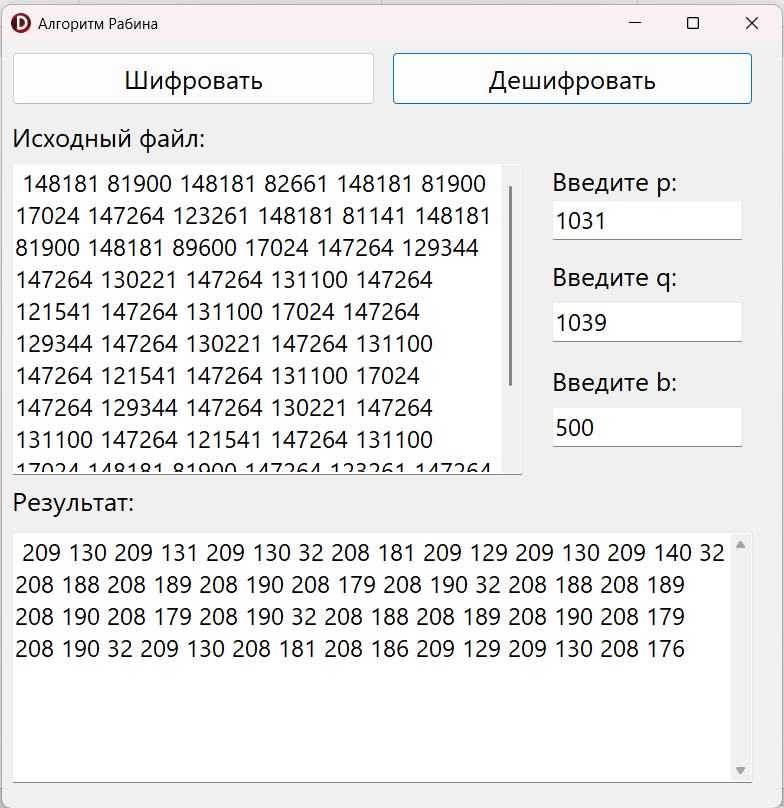 Алгоритм Рабина
Шифровать
Дешифровать
Исходный файл:
148181 81900 148181 82661 148181 81900
17024 147264 123261 148181 81141 148181
81900 148181 89600 17024 147264 129344
147264 130221 147264 131100 147264
121541 147264 131100 17024 147264
129344 147264 130221 147264 131100
147264 121541 147264 131100 17024
147264 129344 147264 130221 147264
131100 147264 121541 147264 131100
17024 148181 81900 147264 123261 147264
Введите p:
1031
Введите q:
1039
Введите b:
500
Результат:
209 130 209 131 209 130 32 208 181 209 129 209 130 209 140 32
208 188 208 189 208 190 208 179 208 190 32 208 188 208 189
208 190 208 179 208 190 32 208 188 208 189 208 190 208 179
208 190 32 209 130 208 181 208 186 209 129 209 130 208 176